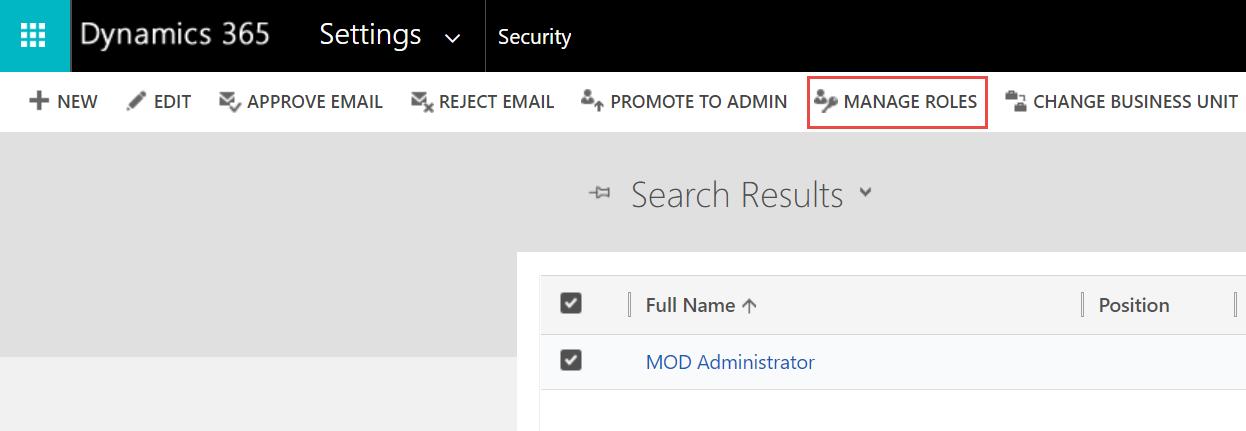 Dynamics 365 Settings Security
NEW EDIT APPROVE EMAIL REJECT EMAIL PROMOTE TO ADMIN MANAGE ROLES CHANGE BUSINESS UNIT
Search Results
Full Name Position
MOD Administrator